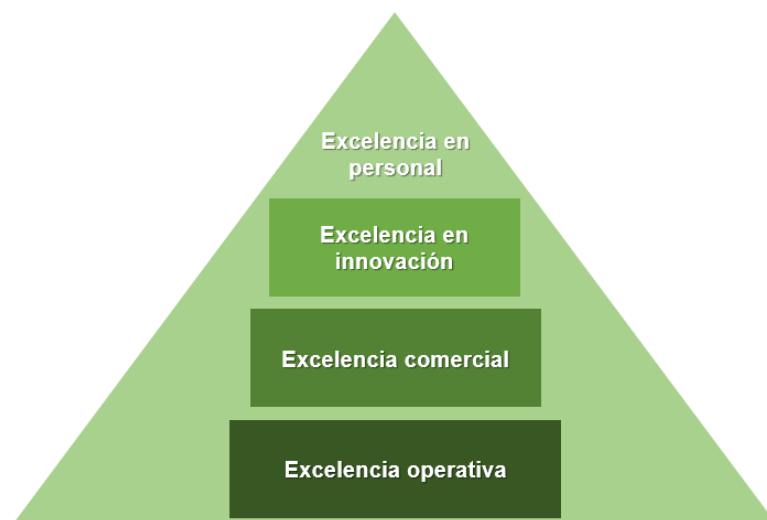 Excelencia en
personal
Excelencia en
innovación
Excelencia comercial
Excelencia operativa